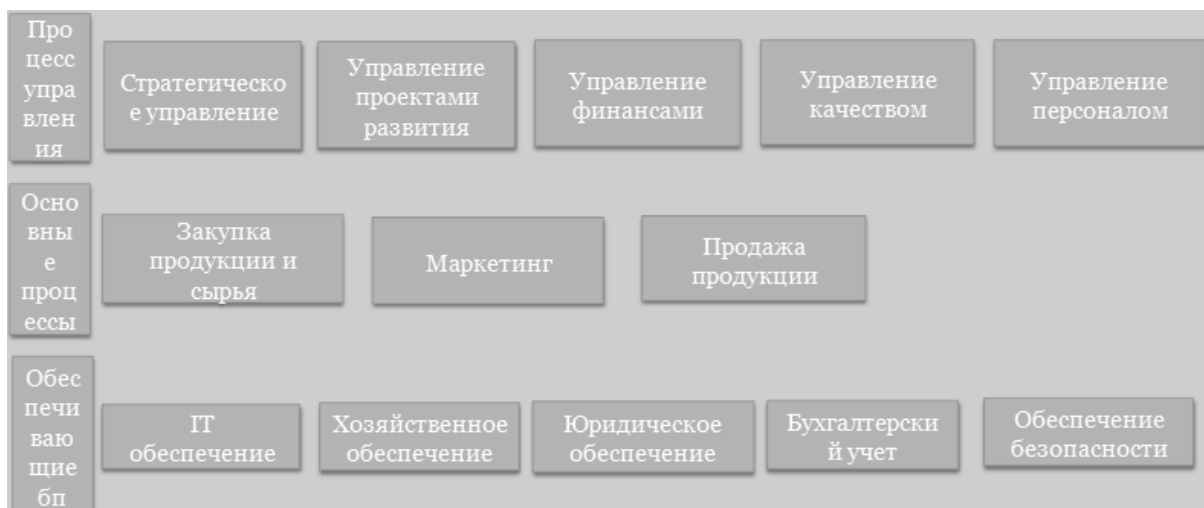 Про
цесс
упра
влен
ия
Стратегическо
е управление
Управление
проектами
развития
Управление
финансами
Управление
качеством
Управление
персоналом
Осно
вны
е
проц
ессы
Закупка
продукции и
сырья
Маркетинг
Продажа
продукции
Обес
печи
ваю
щие
бп
IT
обеспечение
Хозяйственное
обеспечение
Юридическое
обеспечение
Бухгалтерски
й учет
Обеспечение
безопасности